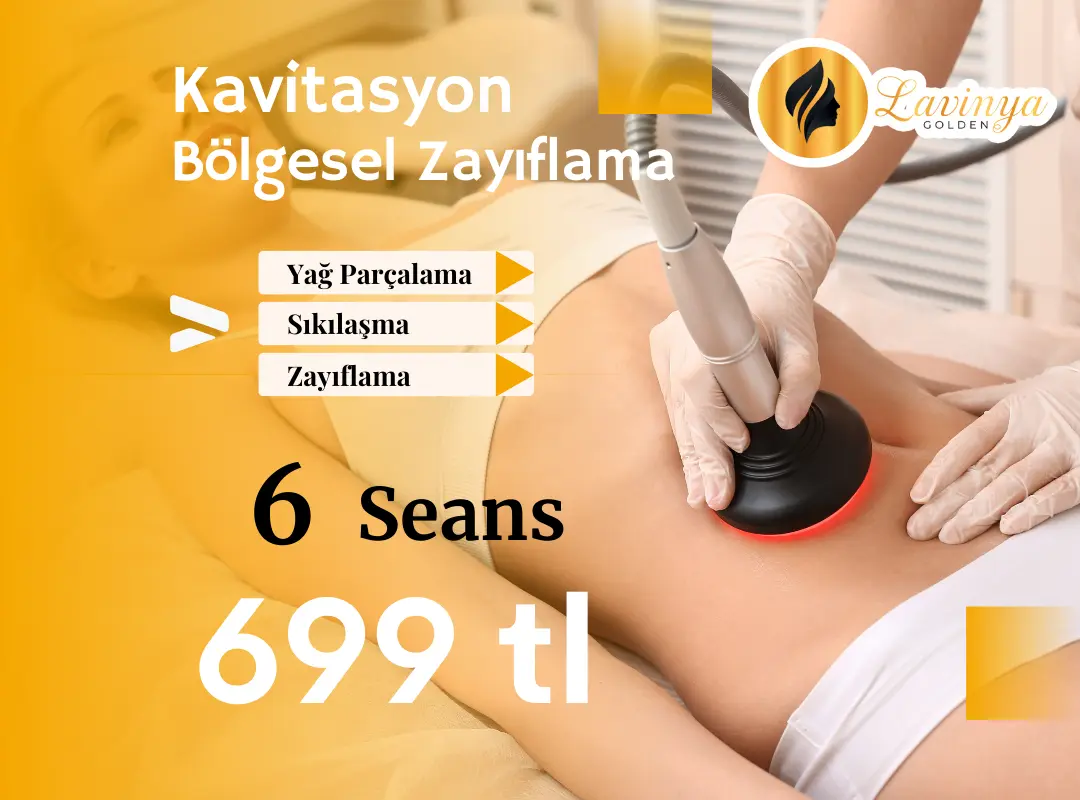 Kavitasyon
Bölgesel Zayıflama
Lavinya
GOLDEN
Yağ Parçalama
Sıkılaşma
Zayıflama
6 Seans
699 tl